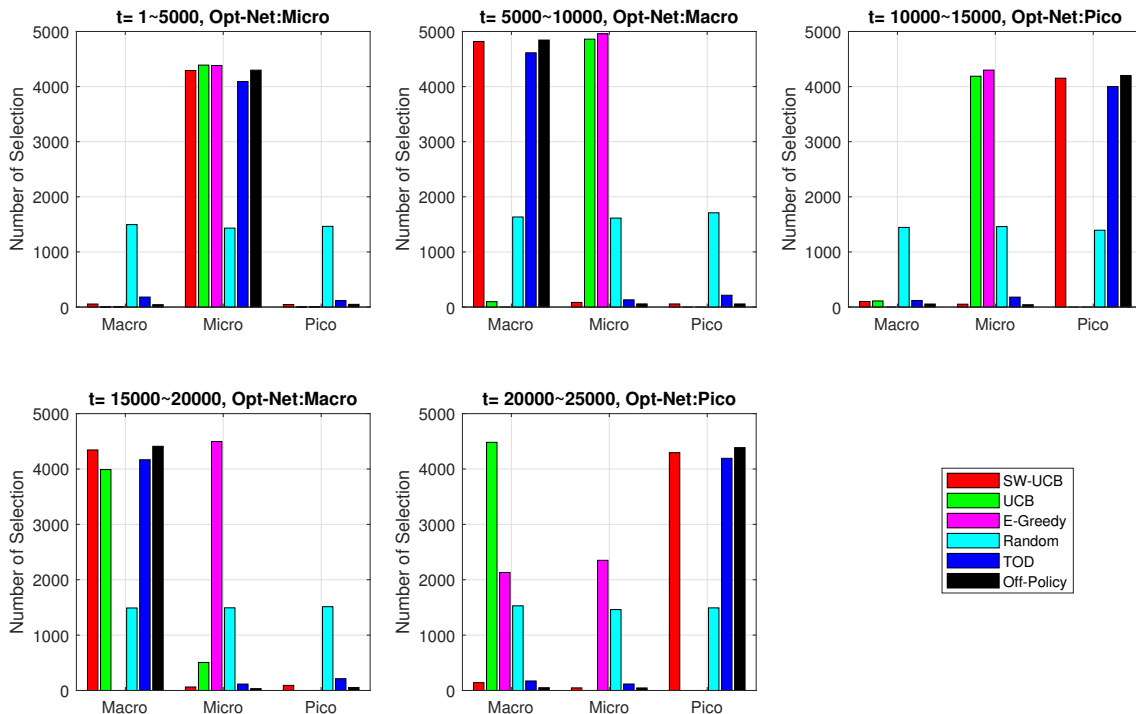 t= 1~5000, Opt-Net:Micro
Number of Selection
5000
4000
3000
2000
1000
0
Macro
Micro
Pico
t= 5000~10000, Opt-Net:Macro
Number of Selection
5000
4000
3000
2000
1000
0
Macro
Micro
Pico
t= 10000~15000, Opt-Net:Pico
Number of Selection
5000
4000
3000
2000
1000
0
Macro
Micro
Pico
t= 15000~20000, Opt-Net:Macro
Number of Selection
5000
4000
3000
2000
1000
0
Macro
Micro
Pico
t= 20000~25000, Opt-Net:Pico
Number of Selection
5000
4000
3000
2000
1000
0
Macro
Micro
Pico
SW-UCB
UCB
E-Greedy
Random
TOD
Off-Policy